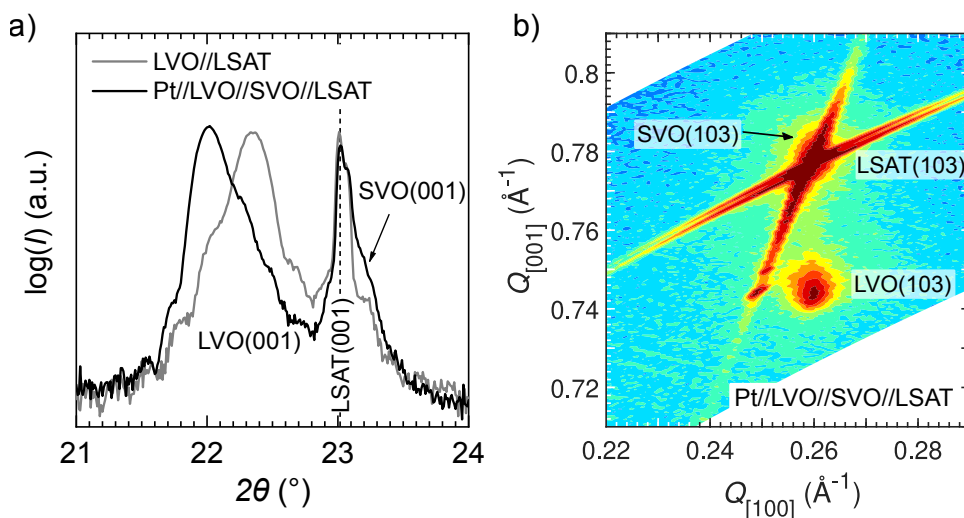 a)
LVO//LSAT
Pt//LVO//SVO//LSAT
SVO(001)
LVO(001)
LSAT(001)
log(I) (a.u.)
21 22 23 24
2θ (°)
b)
SVO(103)
LSAT(103)
LVO(103)
Pt//LVO//SVO//LSAT
0.8
0.78
0.76
0.74
0.72
Q[001] (Å-1)
0.22 0.24 0.26 0.28
Q[100] (Å-1)